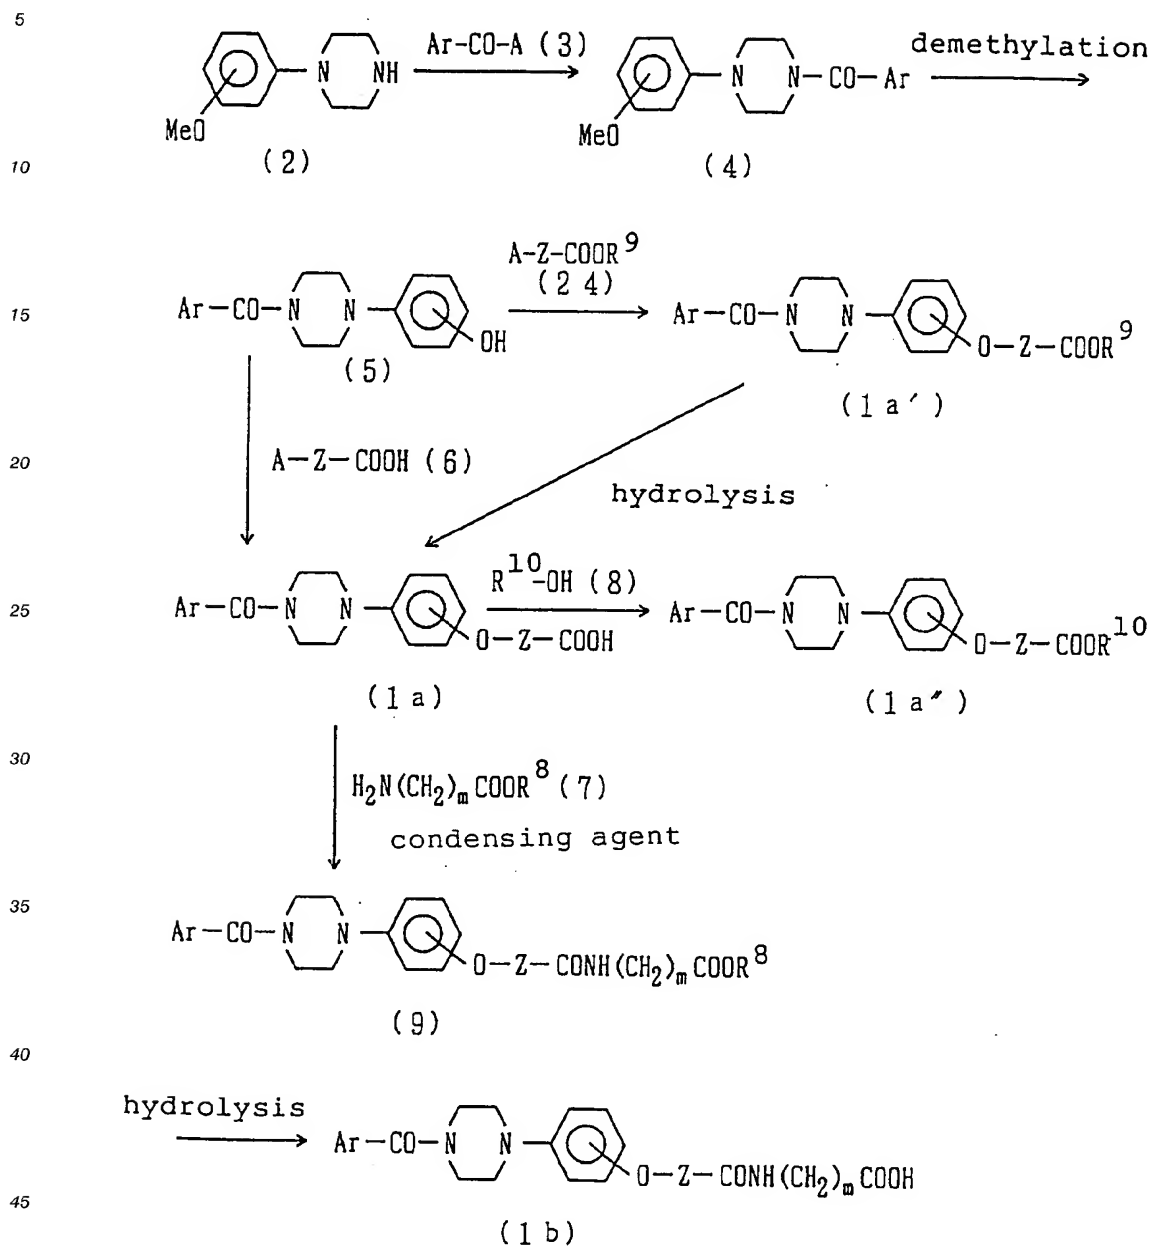 5
Ar-CO-A (3)
demethylation
N NH
N N-CO-Ar
MeO
MeO
(2)
(4)
10
A-Z-COOR⁹
(24)
15
Ar-CO-N N OH
Ar-CO-N N O-Z-COOR⁹
(5)
(1a′)
20
A-Z-COOH (6)
hydrolysis
R¹⁰-OH (8)
25
Ar-CO-N N O-Z-COOH
Ar-CO-N N O-Z-COOR¹⁰
(1a)
(1a″)
30
H₂N(CH₂)ₘCOOR⁸ (7)
condensing agent
35
Ar-CO-N N O-Z-CONH(CH₂)ₘCOOR⁸
(9)
40
hydrolysis
Ar-CO-N N O-Z-CONH(CH₂)ₘCOOH
45
(1b)